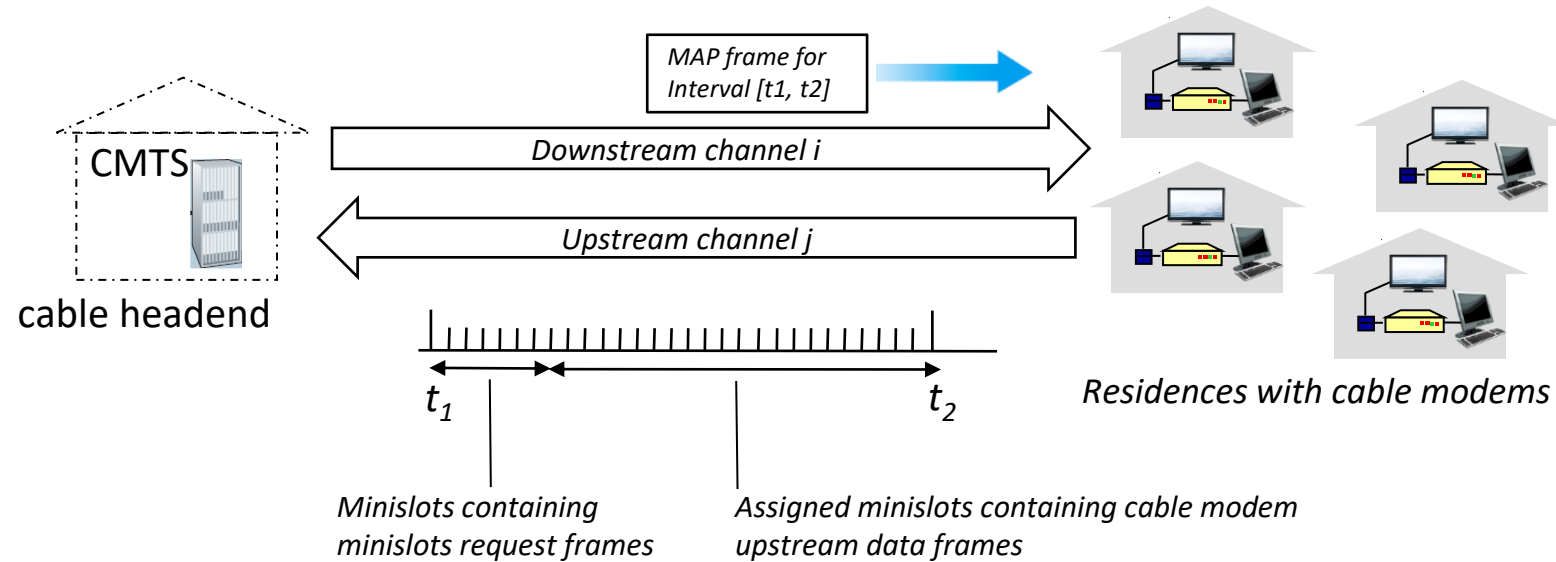 MAP frame for
Interval [t1, t2]
CMTS
Downstream channel i
Upstream channel j
cable headend
t1
t2
Residences with cable modems
Minislots containing
minislots request frames
Assigned minislots containing cable modem
upstream data frames